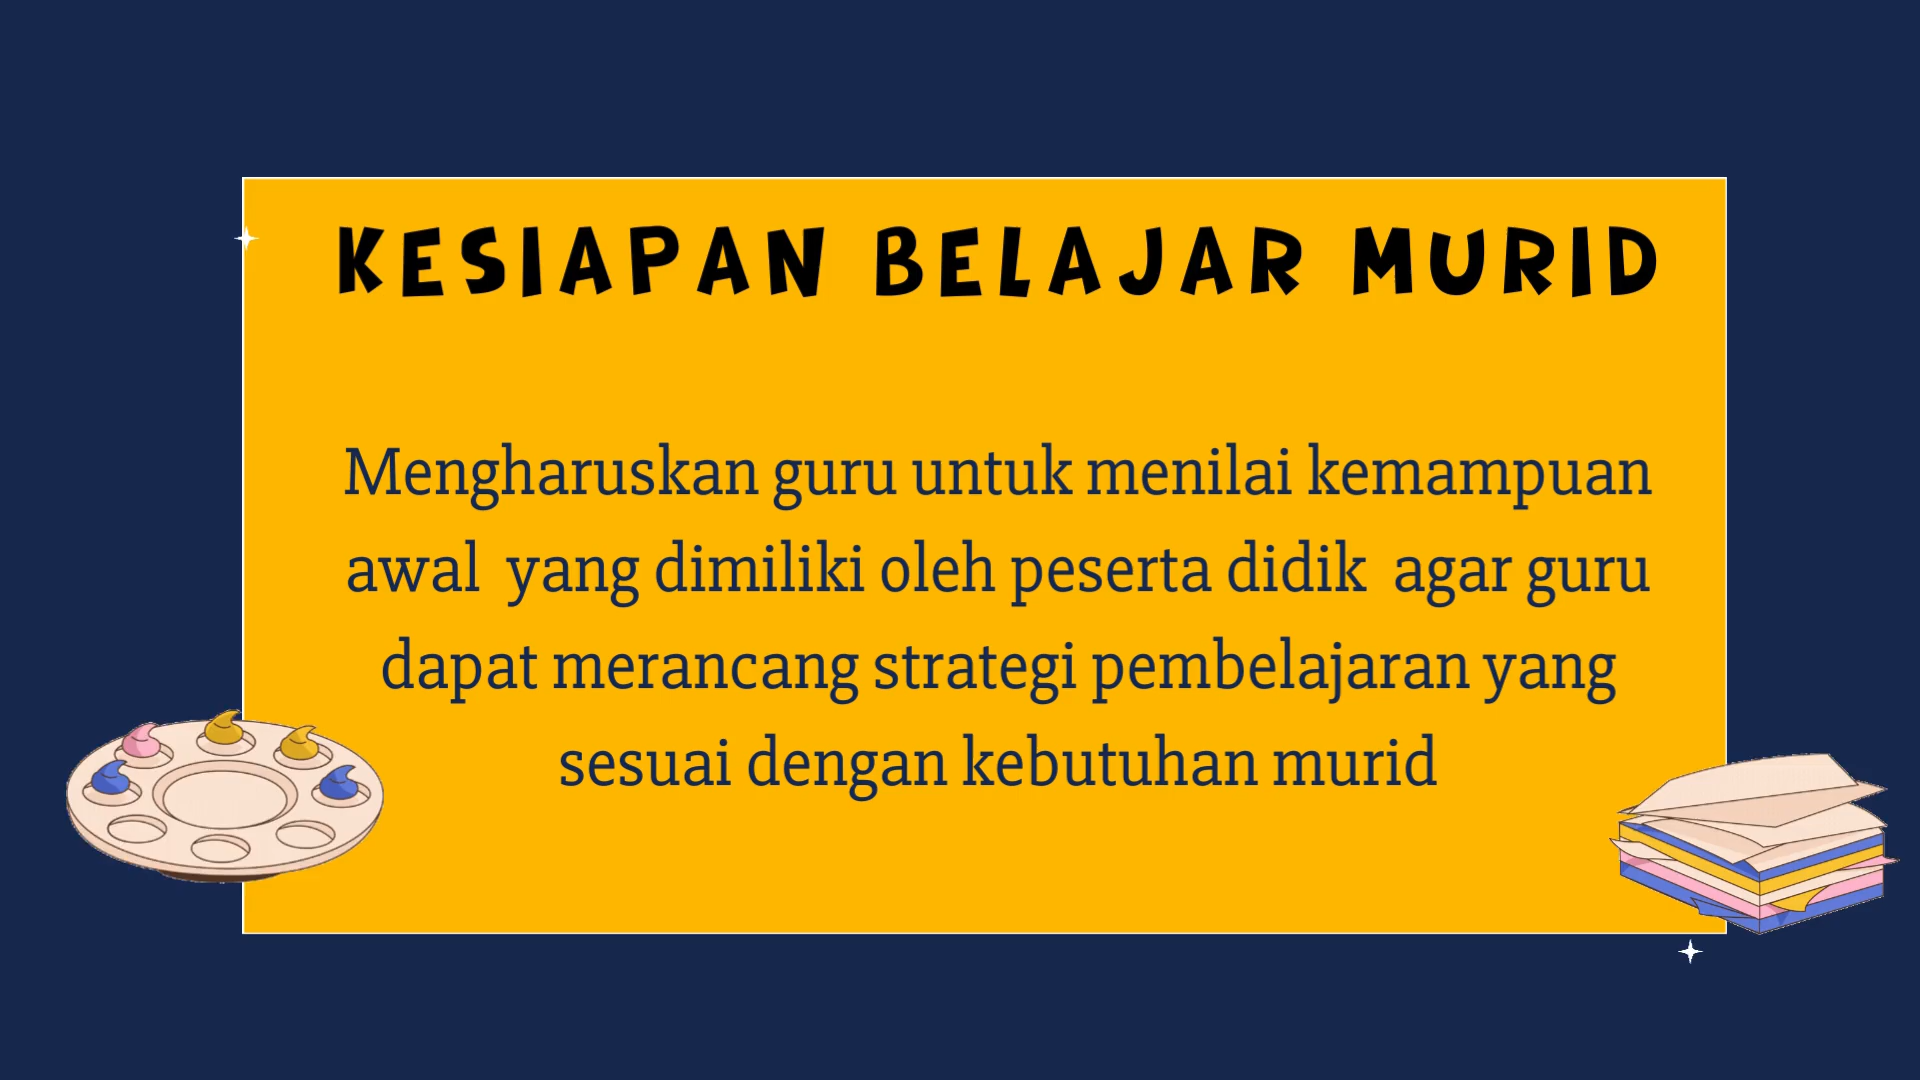 KESIAPAN BELAJAR MURID
Mengharuskan guru untuk menilai kemampuan
awal  yang dimiliki oleh peserta didik  agar guru
dapat merancang strategi pembelajaran yang
sesuai dengan kebutuhan murid